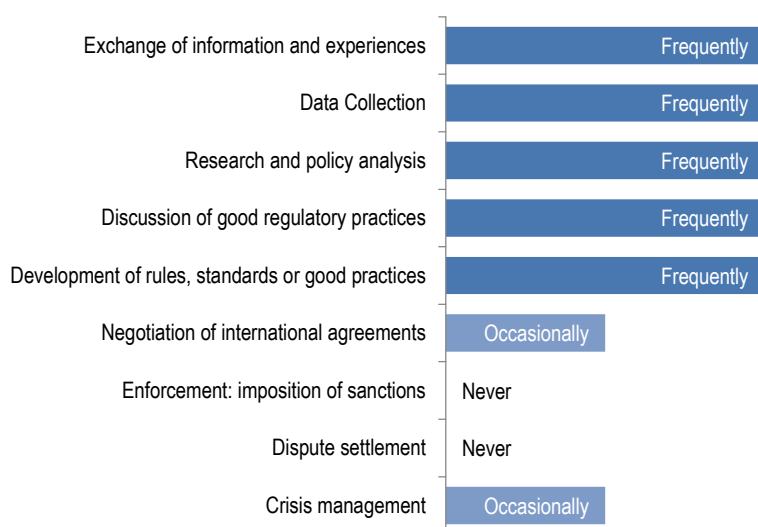 Exchange of information and experiences Frequently
Data Collection Frequently
Research and policy analysis Frequently
Discussion of good regulatory practices Frequently
Development of rules, standards or good practices Frequently
Negotiation of international agreements Occasionally
Enforcement: imposition of sanctions Never
Dispute settlement Never
Crisis management Occasionally